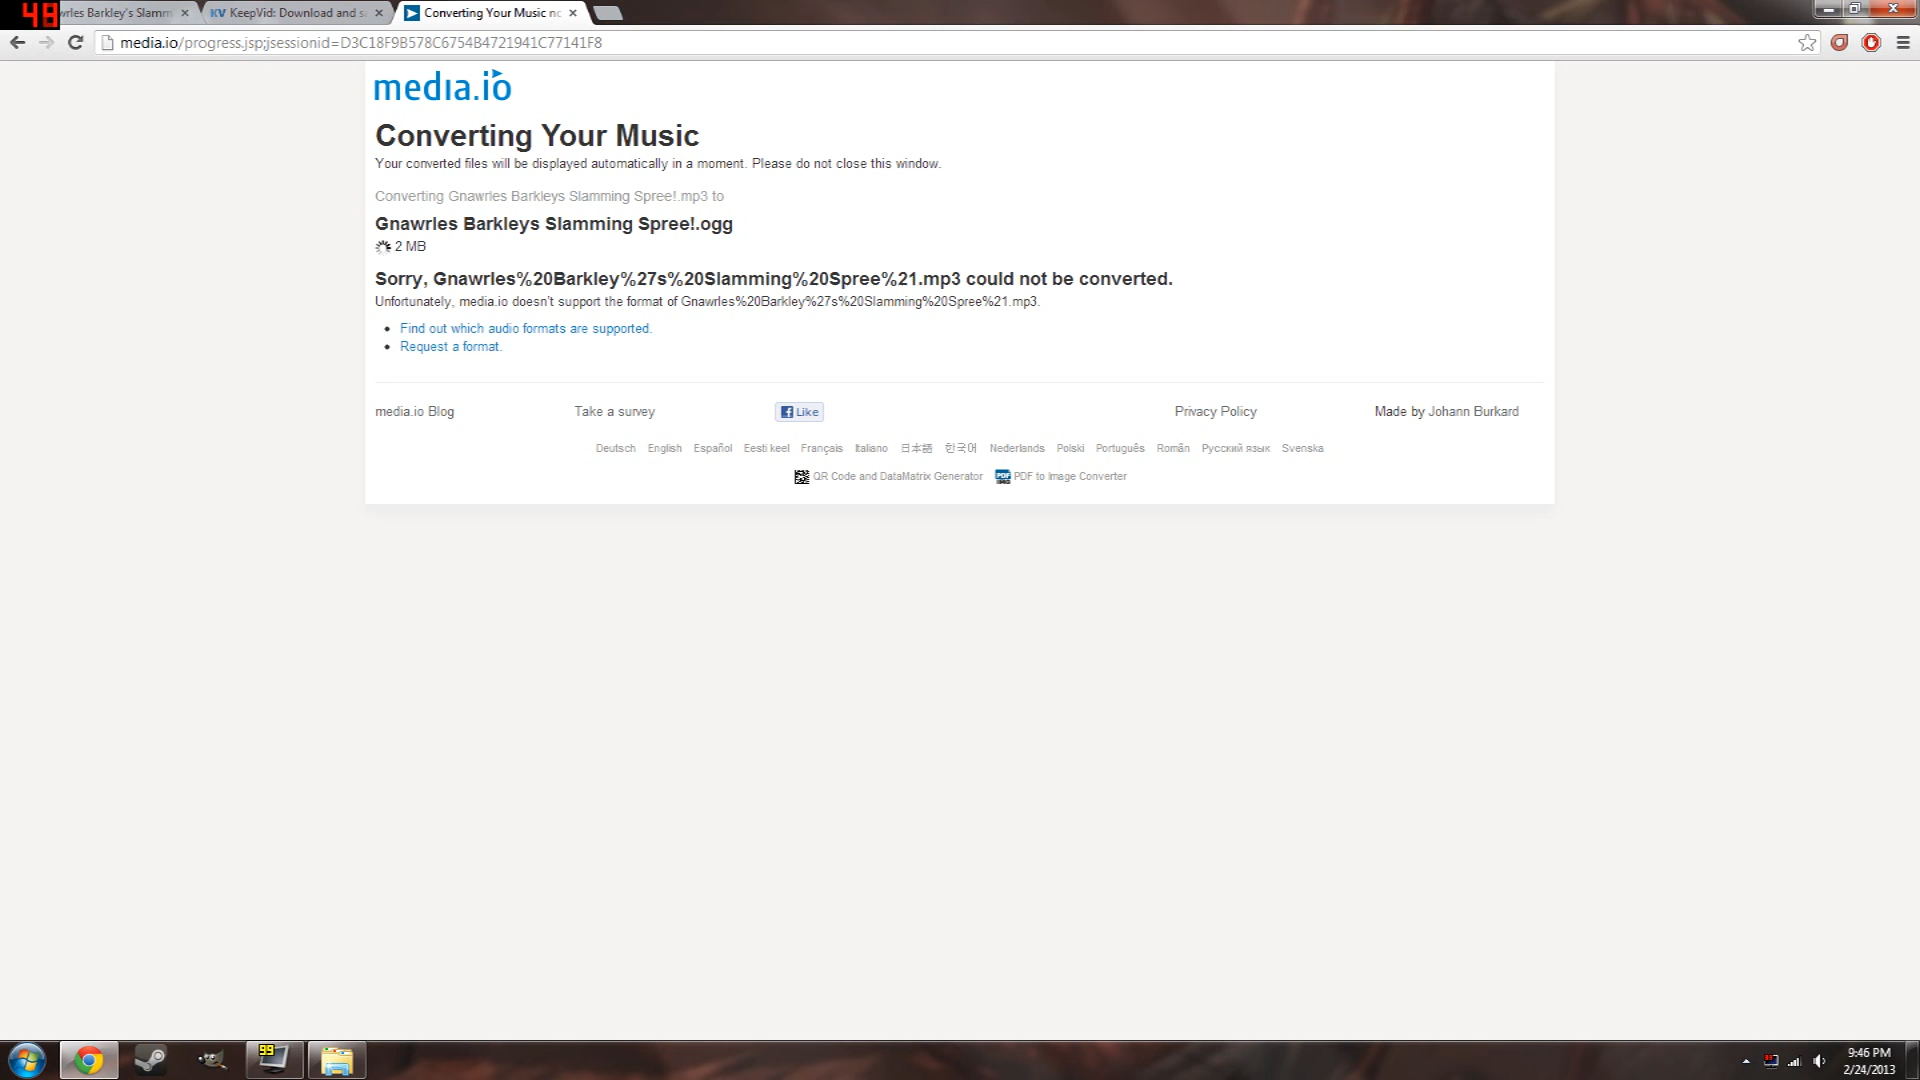 48
wrles Barkley's Slamm
KV KeepVid: Download and s
Converting Your Music no
media.io/progress.jsp;jsessionid=D3C18F9B578C6754B4721941C77141F8
media.io
Converting Your Music
Your converted files will be displayed automatically in a moment. Please do not close this window.
Converting Gnawrles Barkleys Slamming Spree!.mp3 to
Gnawrles Barkleys Slamming Spree!.ogg
2 MB
Sorry, Gnawrles%20Barkley%27s%20Slamming%20Spree%21.mp3 could not be converted.
Unfortunately, media.io doesn't support the format of Gnawrles%20Barkley%27s%20Slamming%20Spree%21.mp3.
Find out which audio formats are supported.
Request a format.
media.io Blog
Take a survey
Like
Privacy Policy
Made by Johann Burkard
Deutsch English Español Eesti keel Français Italiano 日本語 한국어 Nederlands Polski Português Român Русский язык Svenska
QR Code and DataMatrix Generator PDF to Image Converter
99
9:46 PM
2/24/2013